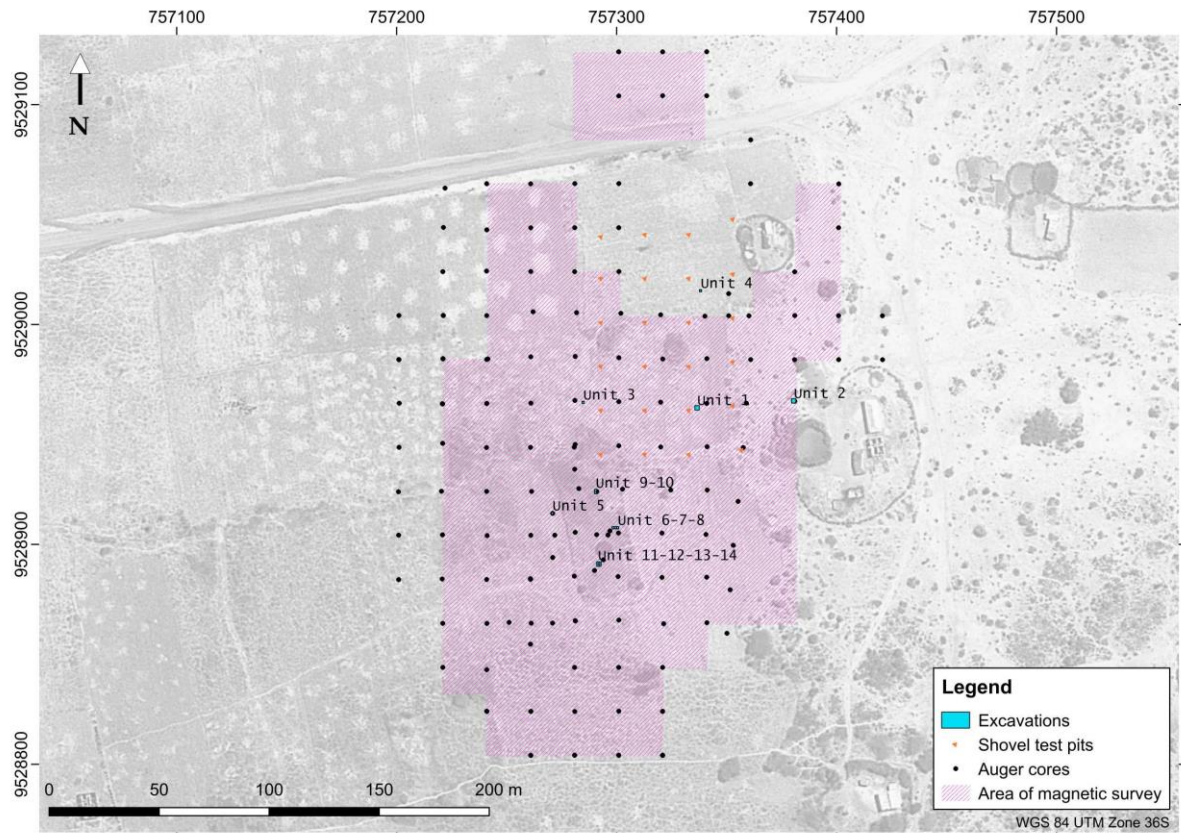 757100 757200 757300 757400 757500
9529100
N
Unit 4
9529000
Unit 3
Unit 1
Unit 2
Unit 9-10
Unit 5
Unit 6-7-8
9528900
Unit 11-12-13-14
Legend
Excavations
Shovel test pits
Auger cores
Area of magnetic survey
9528800
0 50 100 150 200 m
WGS 84 UTM Zone 36S